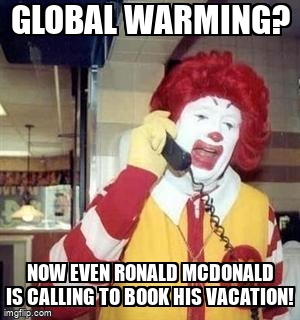 GLOBAL WARMING?
NOW EVEN RONALD MCDONALD
IS CALLING TO BOOK HIS VACATION!
imgflip.com